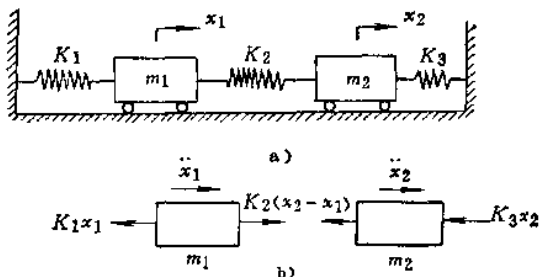 x₁ x₂
K₁ K₂ K₃
m₁ m₂
a)
ẍ₁ ẍ₂
K₁x₁ K₂(x₂−x₁) K₃x₂
m₁ m₂
b)